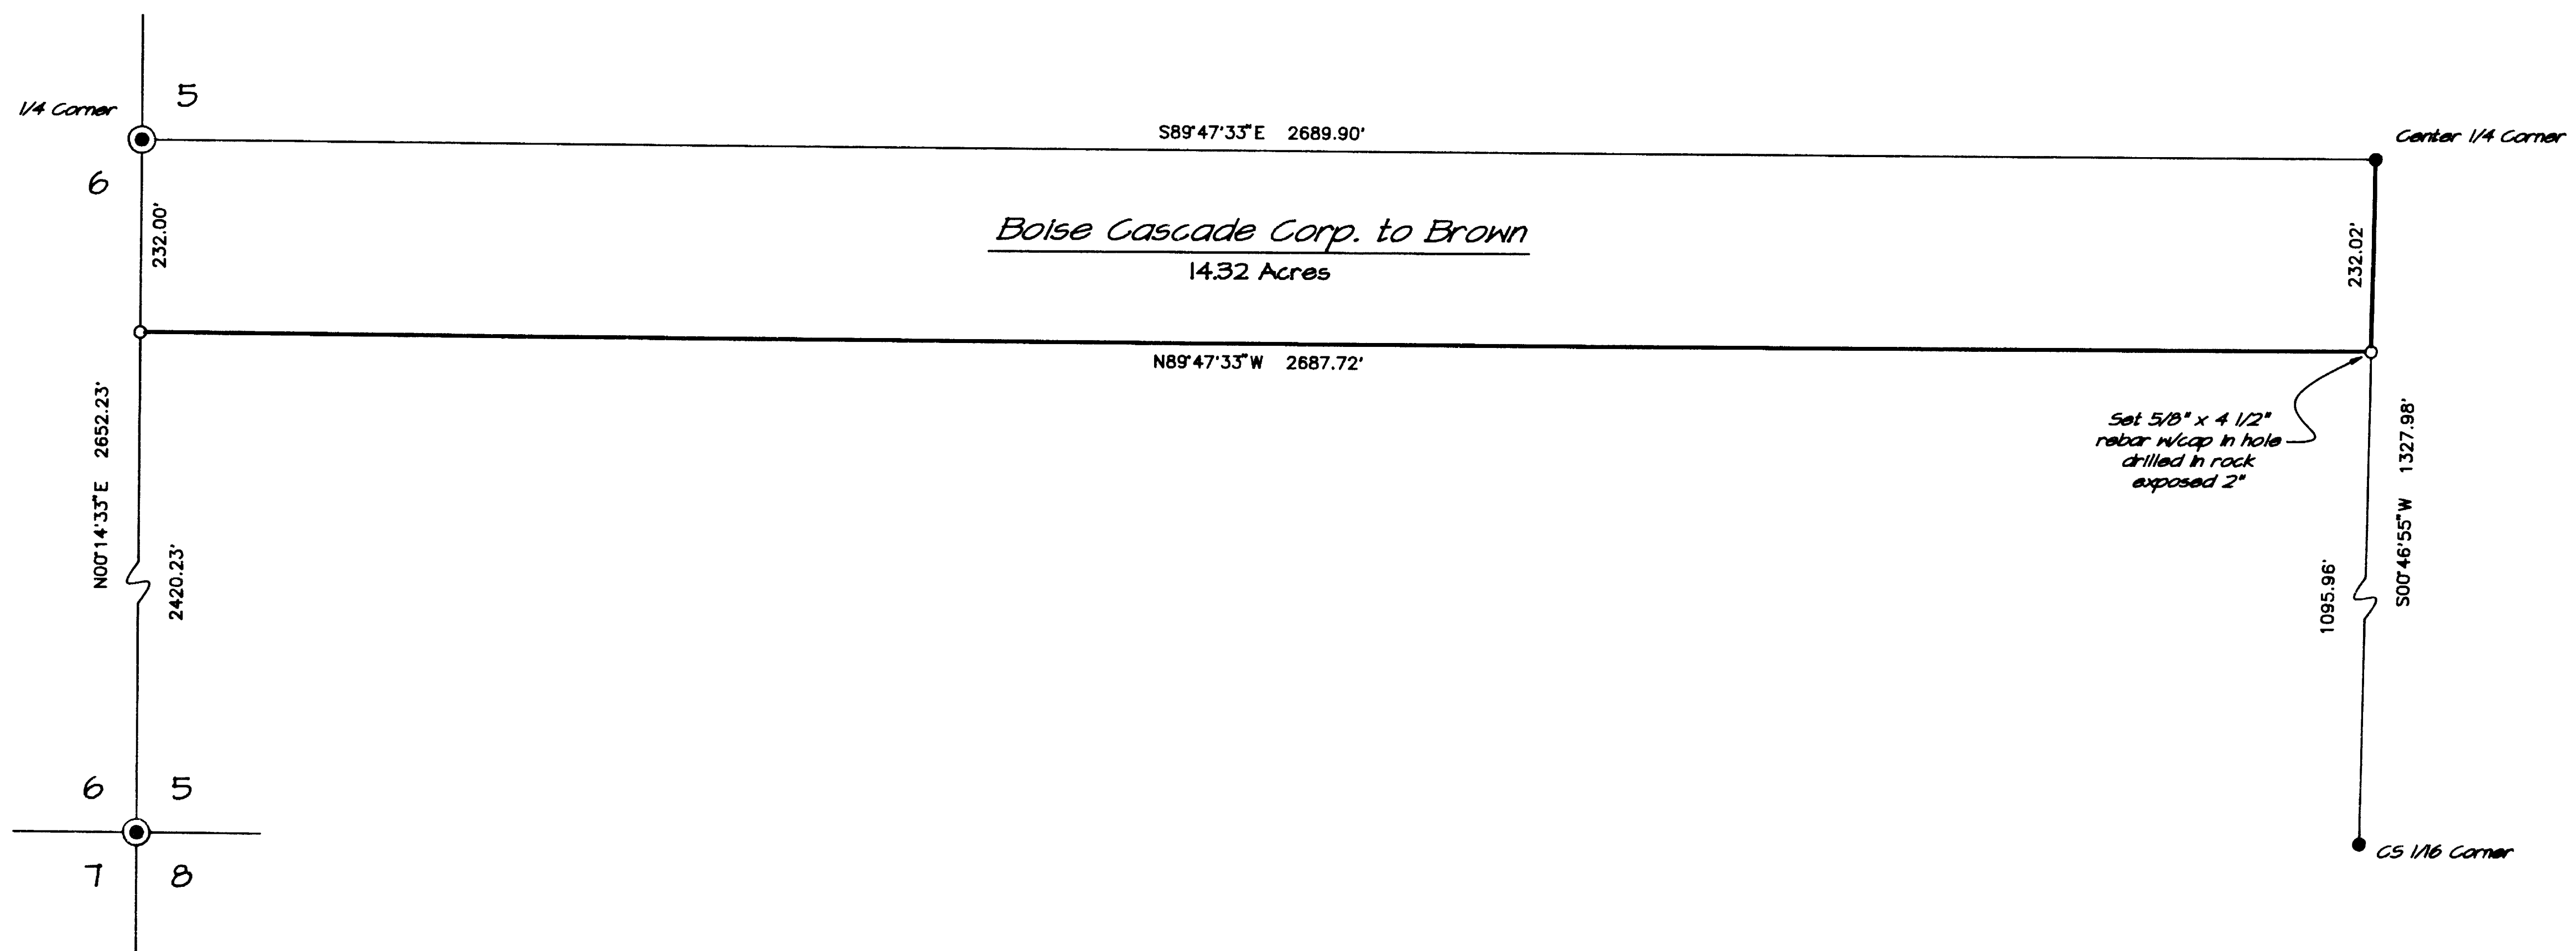 5
1/4 Corner
6
S89°47'33"E 2689.90'
Center 1/4 Corner
232.00'
Boise Cascade Corp. to Brown
14.32 Acres
232.02'
N89°47'33"W 2687.72'
Set 5/8" x 4 1/2"
rebar w/cap in hole
drilled in rock
exposed 2"
N00°14'33"E 2652.23'
2420.23'
1095.96'
S00°46'55"W 1327.98'
6 5
7 8
CS 1/16 Corner